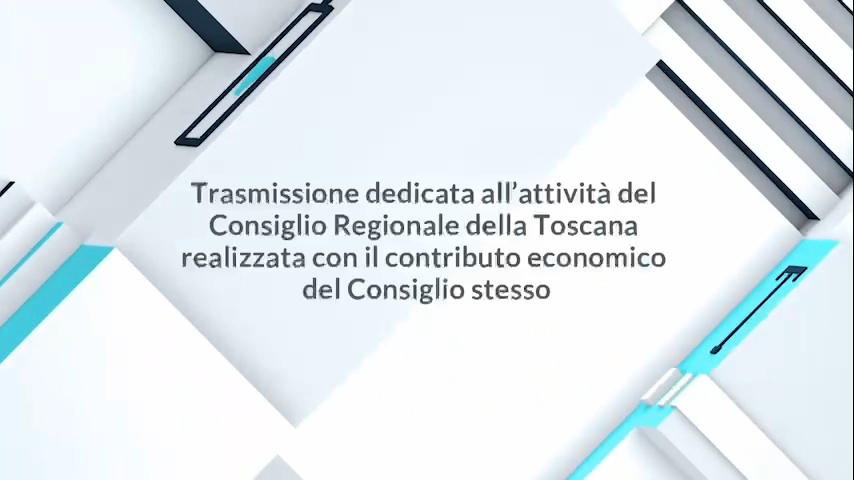 Trasmissione dedicata all'attività del
Consiglio Regionale della Toscana
realizzata con il contributo economico
del Consiglio stesso